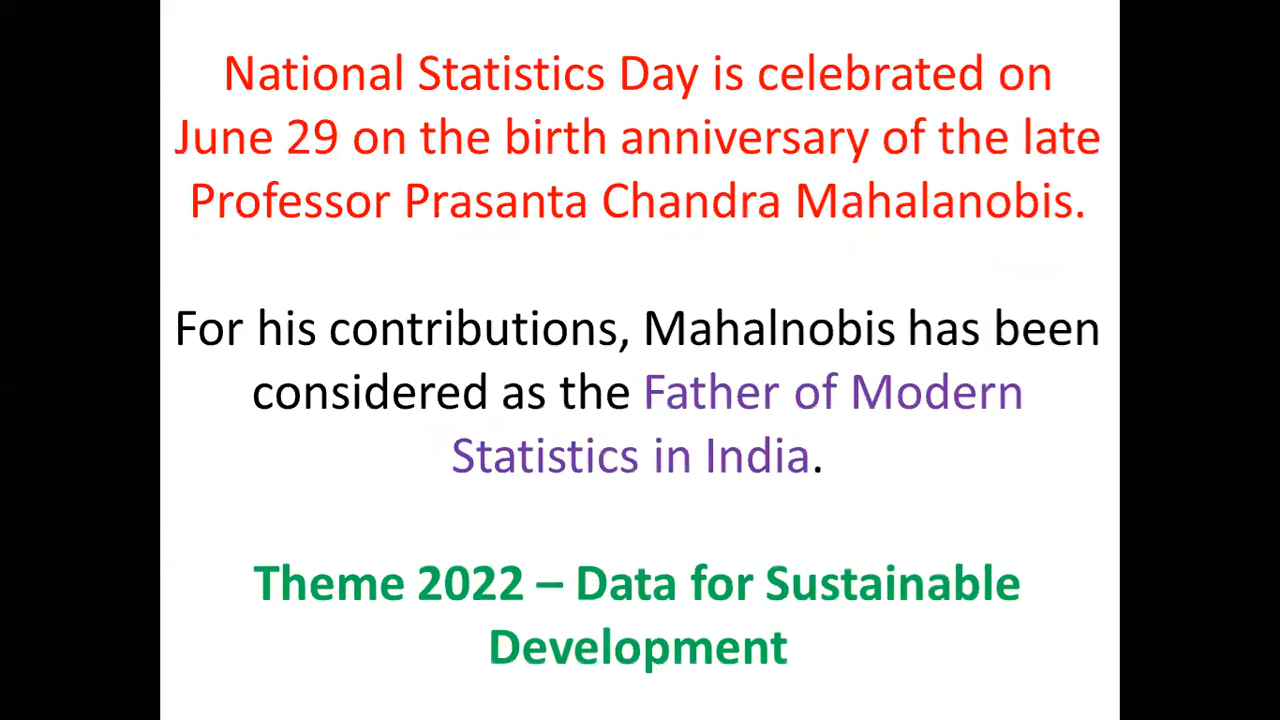 National Statistics Day is celebrated on
June 29 on the birth anniversary of the late
Professor Prasanta Chandra Mahalanobis.
For his contributions, Mahalnobis has been
considered as the Father of Modern
Statistics in India.
Theme 2022 – Data for Sustainable
Development